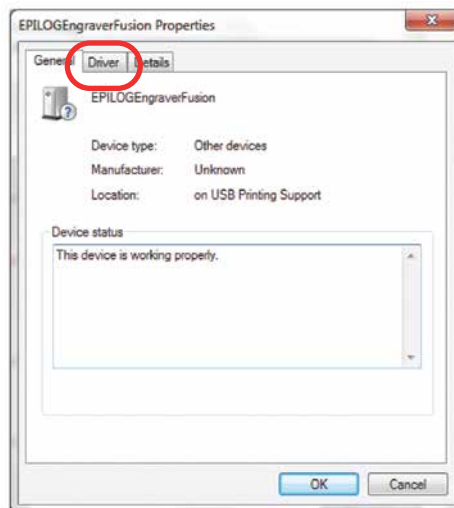 EPILOGEngraverFusion Properties
General Driver Details
EPILOGEngraverFusion
Device type: Other devices
Manufacturer: Unknown
Location: on USB Printing Support
Device status
This device is working properly.
OK Cancel